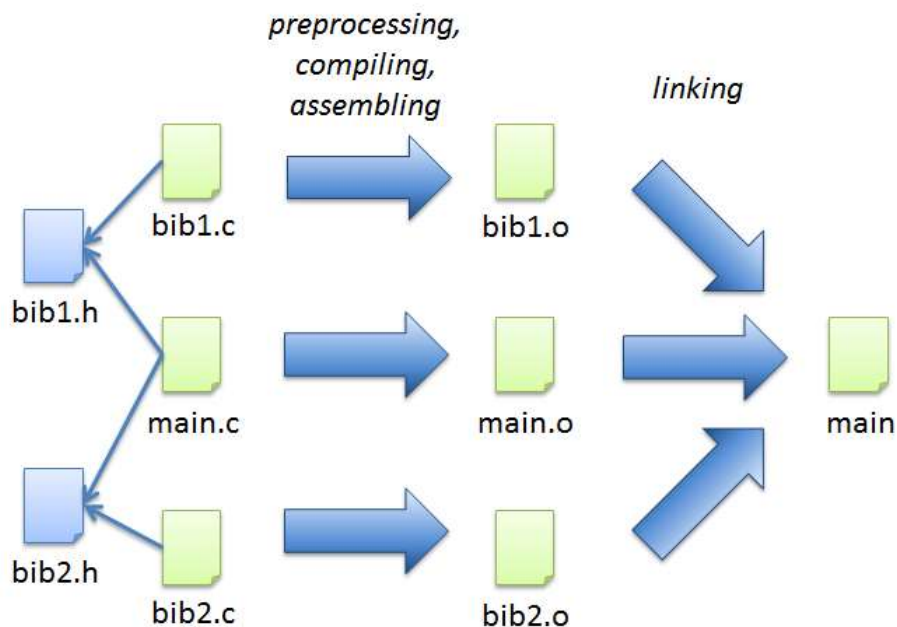 preprocessing,
compiling,
assembling
linking
bib1.c
bib1.o
bib1.h
main.c
main.o
main
bib2.h
bib2.c
bib2.o